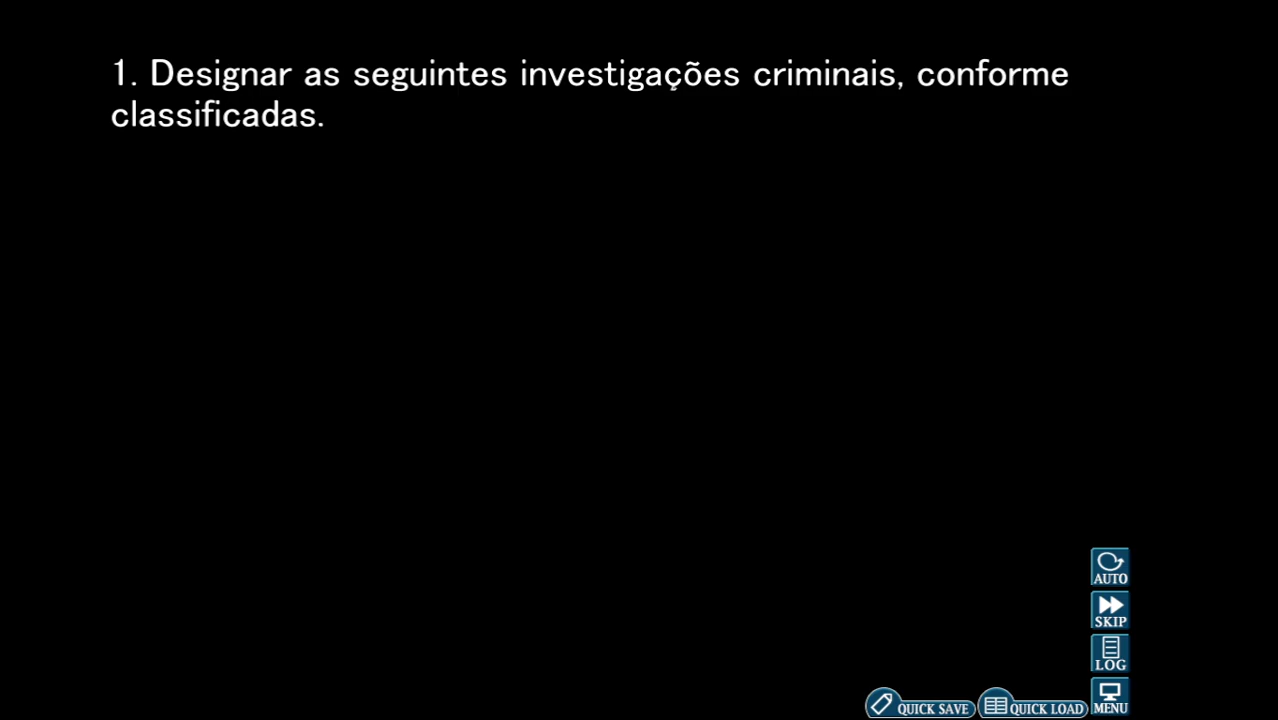 1. Designar as seguintes investigações criminais, conforme
classificadas.
AUTO
SKIP
LOG
QUICK SAVE
QUICK LOAD
MENU